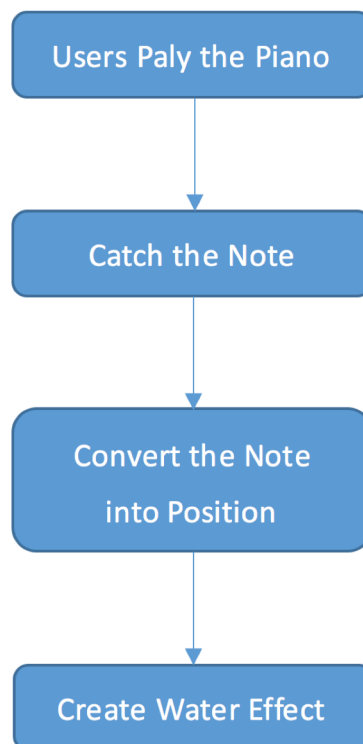 Users Paly the Piano
Catch the Note
Convert the Note
into Position
Create Water Effect